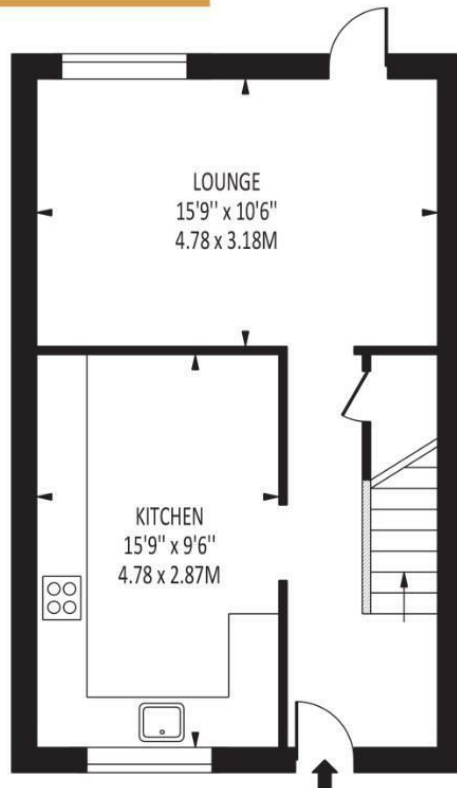 LOUNGE
15'9'' x 10'6''
4.78 x 3.18M
KITCHEN
15'9'' x 9'6''
4.78 x 2.87M